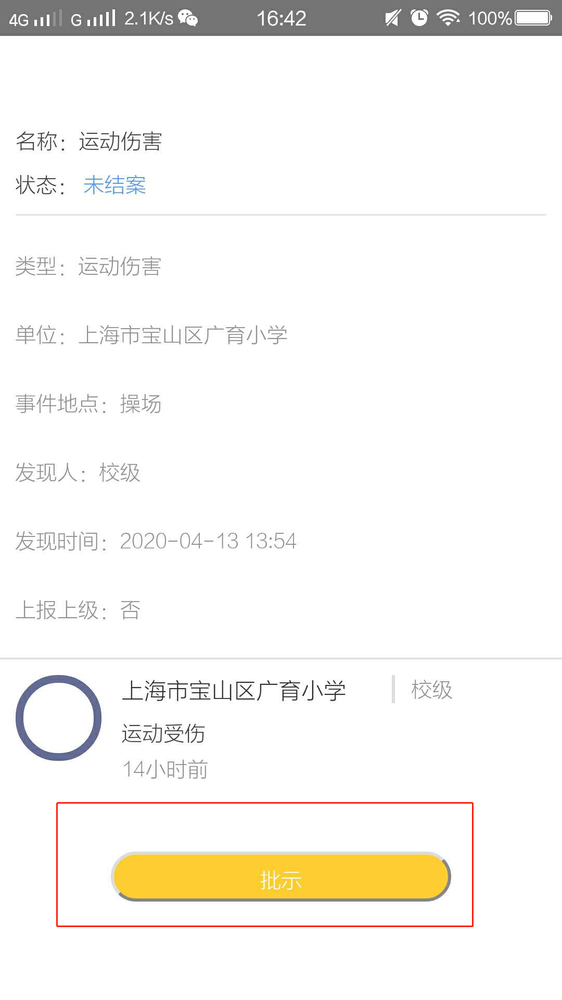 4G G 2.1K/s 16:42 100%
名称：运动伤害
状态： 未结案
类型：运动伤害
单位：上海市宝山区广育小学
事件地点：操场
发现人：校级
发现时间：2020-04-13 13:54
上报上级：否
上海市宝山区广育小学 校级
运动受伤
14小时前
批示